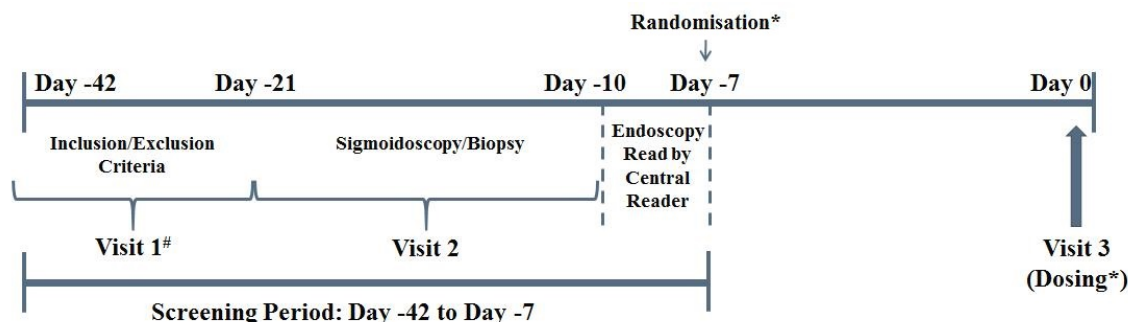 Randomisation*
Day -42 Day -21 Day -10 Day -7 Day 0
Inclusion/Exclusion
Criteria
Sigmoidoscopy/Biopsy
Endoscopy
Read by
Central
Reader
Visit 1#
Visit 2
Visit 3
(Dosing*)
Screening Period: Day -42 to Day -7